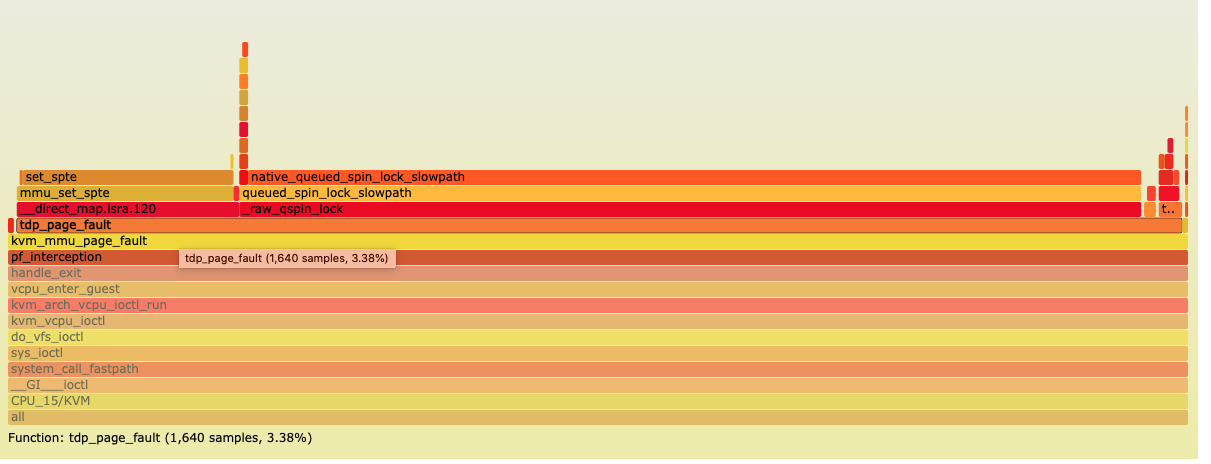 set_spte native_queued_spin_lock_slowpath
mmu_set_spte queued_spin_lock_slowpath
__direct_map.isra.120 _raw_qspin_lock t..
tdp_page_fault
kvm_mmu_page_fault
pf_interception tdp_page_fault (1,640 samples, 3.38%)
handle_exit
vcpu_enter_guest
kvm_arch_vcpu_ioctl_run
kvm_vcpu_ioctl
do_vfs_ioctl
sys_ioctl
system_call_fastpath
__GI___ioctl
CPU_15/KVM
all
Function: tdp_page_fault (1,640 samples, 3.38%)